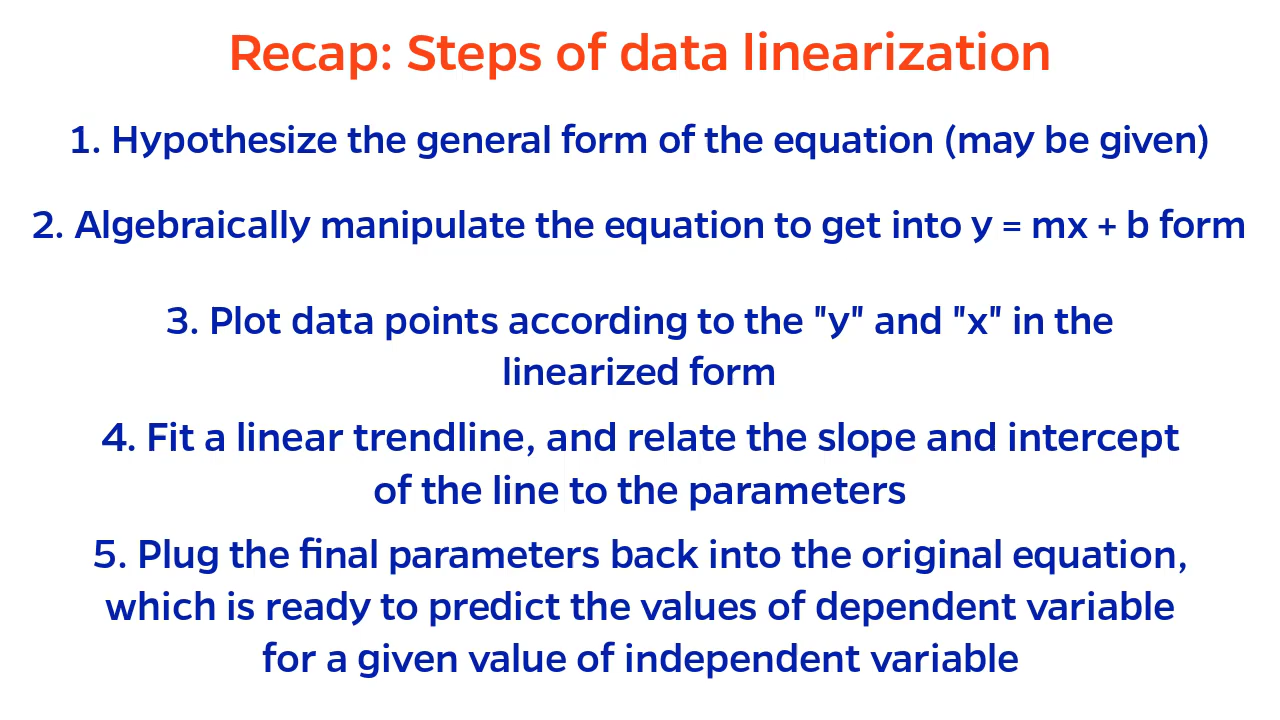 Recap: Steps of data linearization
1. Hypothesize the general form of the equation (may be given)
2. Algebraically manipulate the equation to get into y = mx + b form
3. Plot data points according to the "y" and "x" in the
linearized form
4. Fit a linear trendline, and relate the slope and intercept
of the line to the parameters
5. Plug the final parameters back into the original equation,
which is ready to predict the values of dependent variable
for a given value of independent variable